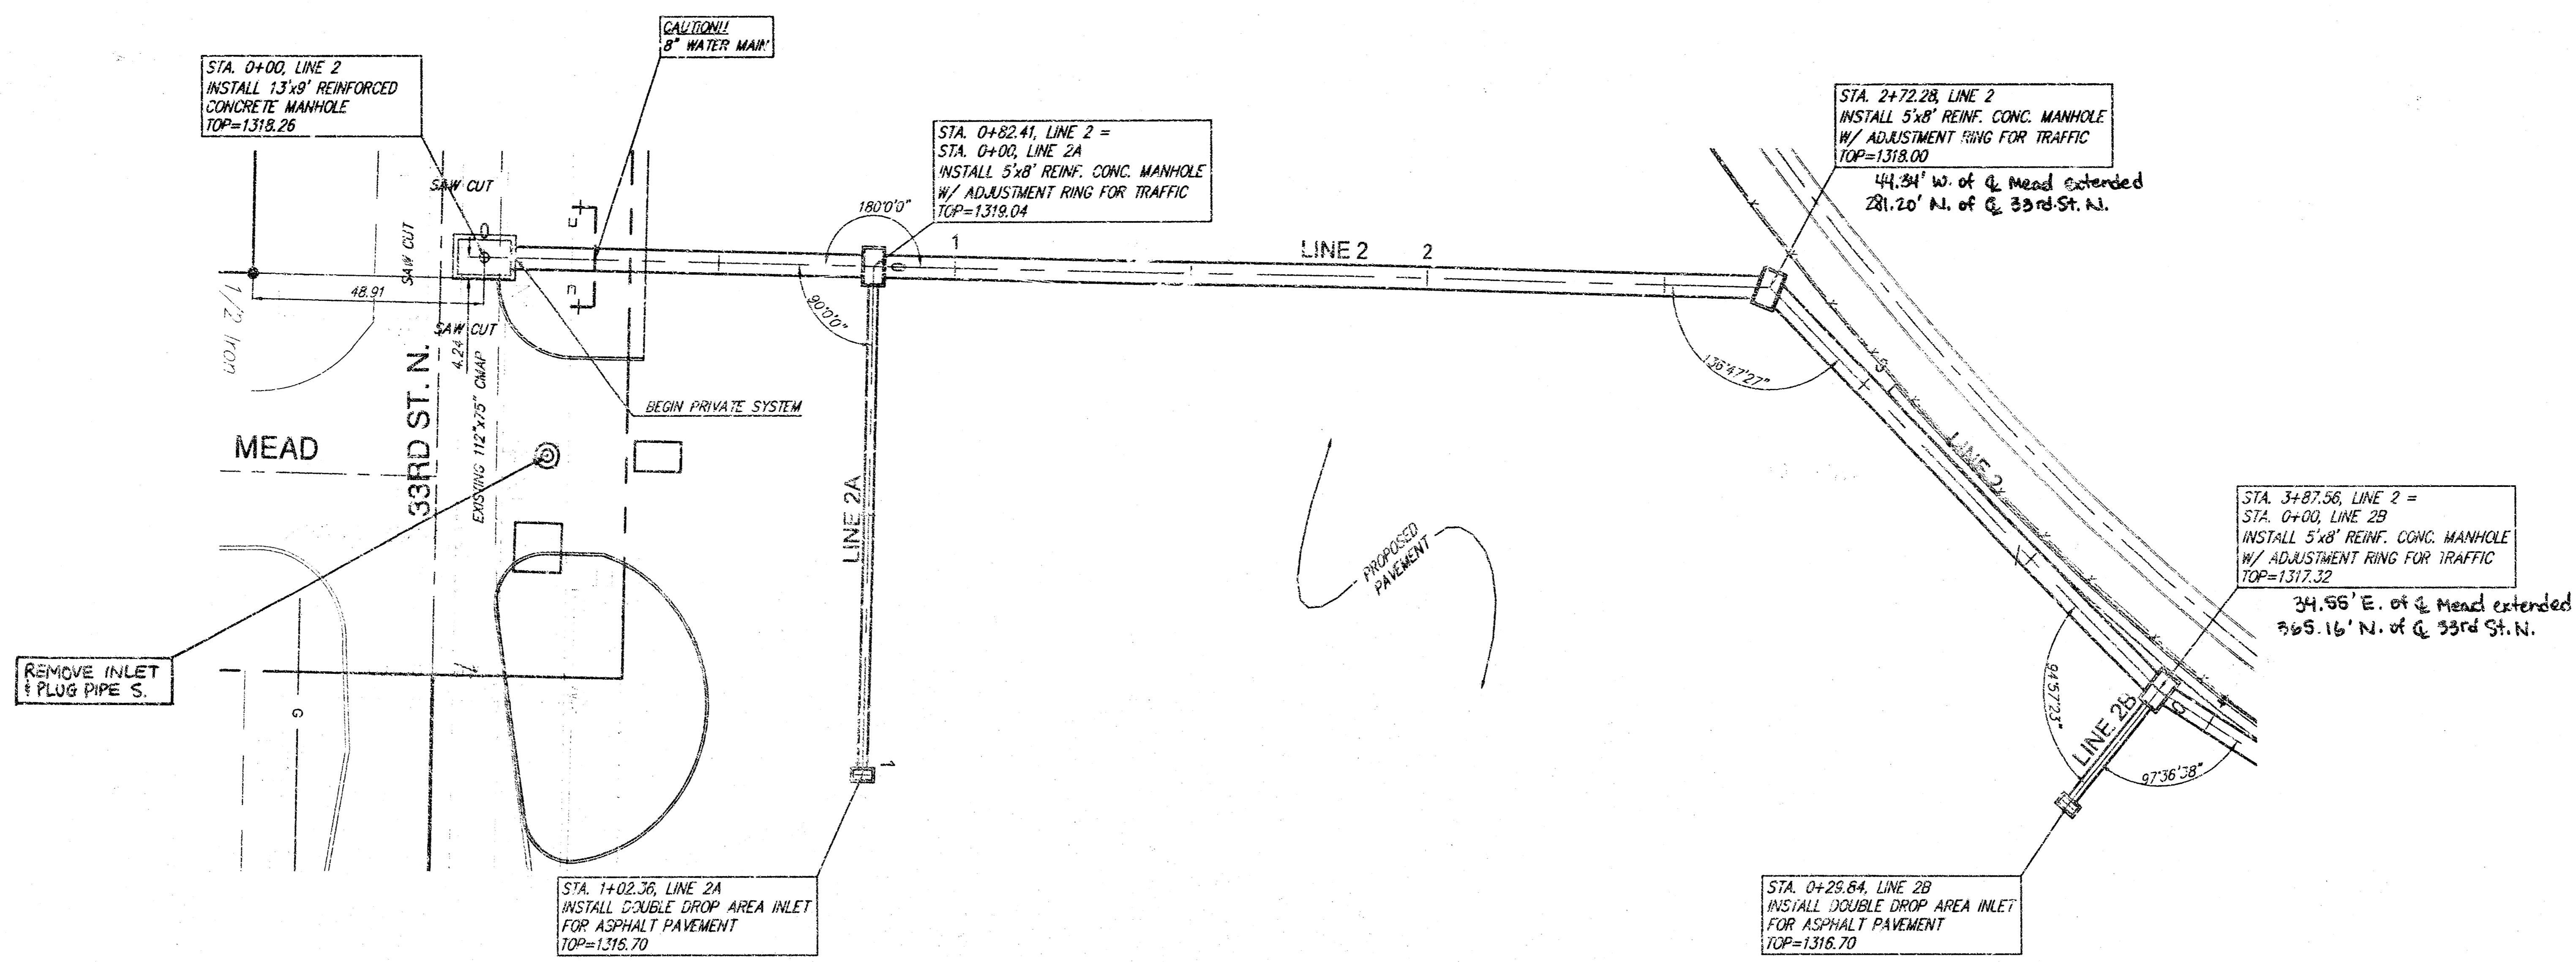 CAUTION!!
8" WATER MAIN
STA. 0+00, LINE 2
INSTALL 13'x9' REINFORCED
CONCRETE MANHOLE
TOP=1318.26
STA. 0+82.41, LINE 2 =
STA. 0+00, LINE 2A
INSTALL 5'x8' REINF. CONC. MANHOLE
W/ ADJUSTMENT RING FOR TRAFFIC
TOP=1319.04
STA. 2+72.28, LINE 2
INSTALL 5'x8' REINF. CONC. MANHOLE
W/ ADJUSTMENT RING FOR TRAFFIC
TOP=1318.00
44.34' W. of ℄ Mead extended
281.20' N. of ℄ 33rd St. N.
SAW CUT
SAW CUT
SAW CUT
0
180°0'0"
0
1
LINE 2
2
48.91
4.24
1/2 Iron
90°0'0"
136°47'27"
33RD ST. N.
EXISTING 112"x75" CMAP
BEGIN PRIVATE SYSTEM
MEAD
LINE 2A
1
PROPOSED
PAVEMENT
S
LINE 2
STA. 3+87.56, LINE 2 =
STA. 0+00, LINE 2B
INSTALL 5'x8' REINF. CONC. MANHOLE
W/ ADJUSTMENT RING FOR TRAFFIC
TOP=1317.32
34.55' E. of ℄ Mead extended
365.16' N. of ℄ 33rd St. N.
REMOVE INLET
& PLUG PIPE S.
G
94°57'23"
LINE 2B
0
97°36'38"
STA. 1+02.36, LINE 2A
INSTALL DOUBLE DROP AREA INLET
FOR ASPHALT PAVEMENT
TOP=1316.70
STA. 0+29.84, LINE 2B
INSTALL DOUBLE DROP AREA INLET
FOR ASPHALT PAVEMENT
TOP=1316.70